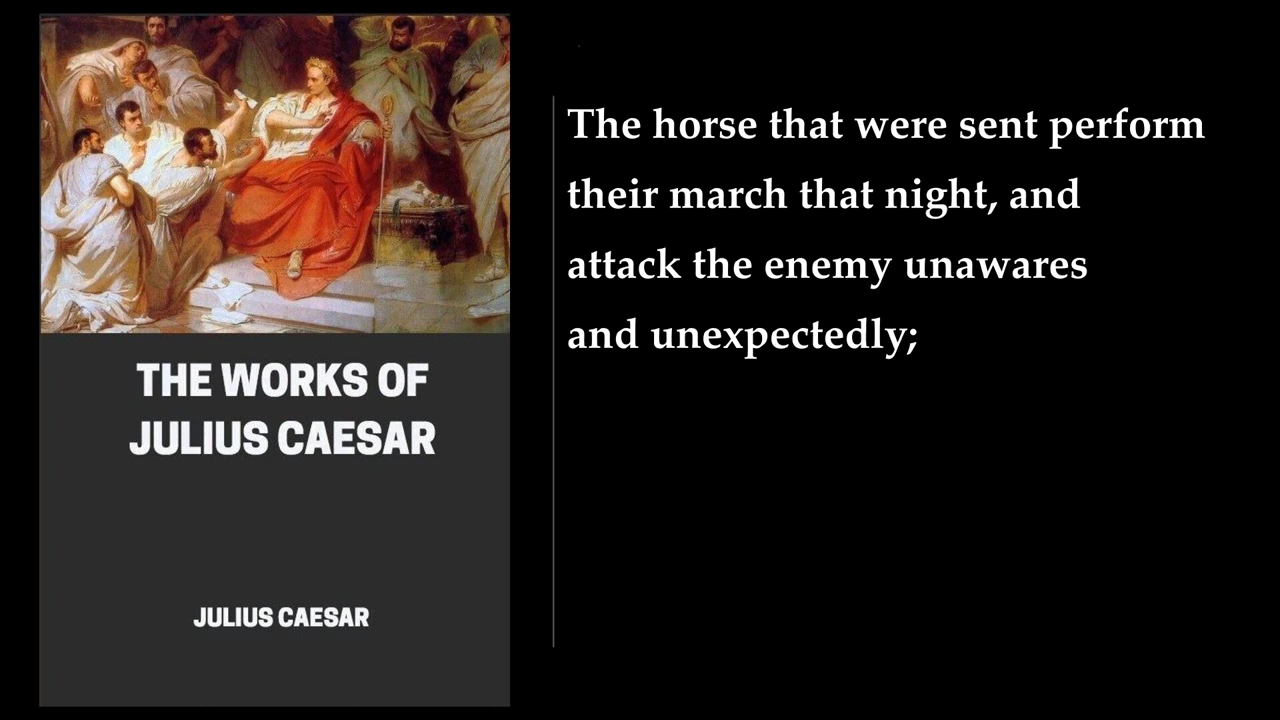 THE WORKS OF
JULIUS CAESAR
JULIUS CAESAR
The horse that were sent perform
their march that night, and
attack the enemy unawares
and unexpectedly;